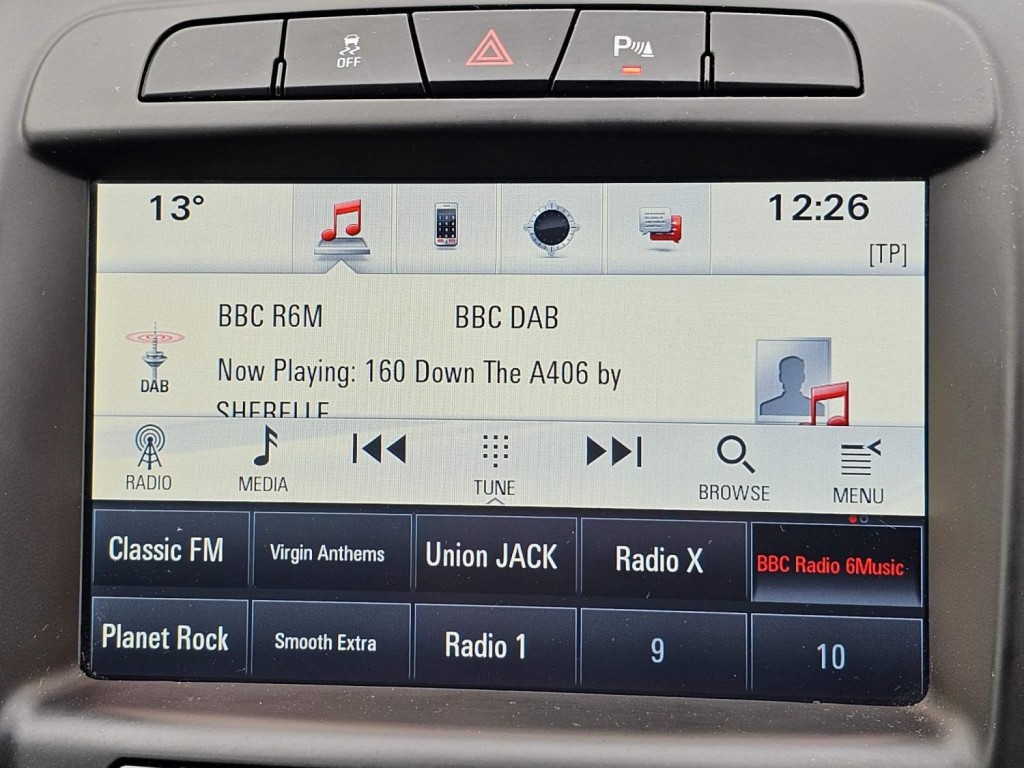 OFF
P
13°
12:26
[TP]
BBC R6M BBC DAB
DAB
Now Playing: 160 Down The A406 by
SHERELLE
RADIO
MEDIA
TUNE
BROWSE
MENU
Classic FM
Virgin Anthems
Union JACK
Radio X
BBC Radio 6Music
Planet Rock
Smooth Extra
Radio 1
9
10